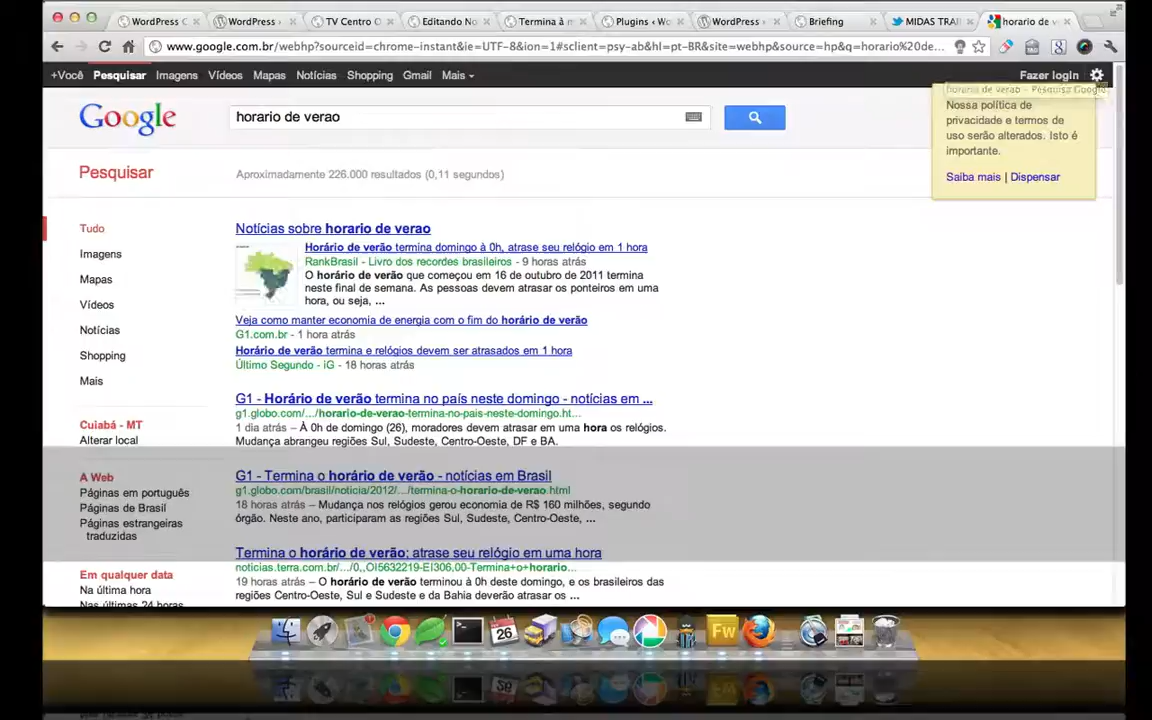 WordPress C
WordPress ‹
TV Centro O
Editando No
Termina à m
Plugins ‹ Wo
WordPress ‹
Briefing
MIDAS TRAI
horario de v
www.google.com.br/webhp?sourceid=chrome-instant&ie=UTF-8&ion=1#sclient=psy-ab&hl=pt-BR&site=webhp&source=hp&q=horario%20de...
+Você Pesquisar Imagens Vídeos Mapas Notícias Shopping Gmail Mais
Fazer login
horario de verao - Pesquisa Google
Nossa política de
privacidade e termos de
uso serão alterados. Isto é
importante.
Saiba mais | Dispensar
Google
horario de verao
Pesquisar
Aproximadamente 226.000 resultados (0,11 segundos)
Tudo
Imagens
Mapas
Vídeos
Notícias
Shopping
Mais
Cuiabá - MT
Alterar local
A Web
Páginas em português
Páginas de Brasil
Páginas estrangeiras
traduzidas
Em qualquer data
Na última hora
Nas últimas 24 horas
Notícias sobre horario de verao
Horário de verão termina domingo à 0h, atrase seu relógio em 1 hora
RankBrasil - Livro dos recordes brasileiros - 9 horas atrás
O horário de verão que começou em 16 de outubro de 2011 termina
neste final de semana. As pessoas devem atrasar os ponteiros em uma
hora, ou seja, ...
Veja como manter economia de energia com o fim do horário de verão
G1.com.br - 1 hora atrás
Horário de verão termina e relógios devem ser atrasados em 1 hora
Último Segundo - iG - 18 horas atrás
G1 - Horário de verão termina no país neste domingo - notícias em ...
g1.globo.com/.../horario-de-verao-termina-no-pais-neste-domingo.ht...
1 dia atrás – À 0h de domingo (26), moradores devem atrasar em uma hora os relógios.
Mudança abrangeu regiões Sul, Sudeste, Centro-Oeste, DF e BA.
G1 - Termina o horário de verão - notícias em Brasil
g1.globo.com/brasil/noticia/2012/.../termina-o-horario-de-verao.html
18 horas atrás – Mudança nos relógios gerou economia de R$ 160 milhões, segundo
órgão. Neste ano, participaram as regiões Sul, Sudeste, Centro-Oeste, ...
Termina o horário de verão; atrase seu relógio em uma hora
noticias.terra.com.br/.../0,,OI5632219-EI306,00-Termina+o+horario...
19 horas atrás – O horário de verão terminou à 0h deste domingo, e os brasileiros das
regiões Centro-Oeste, Sul e Sudeste e da Bahia deverão atrasar os ...
26
Fw